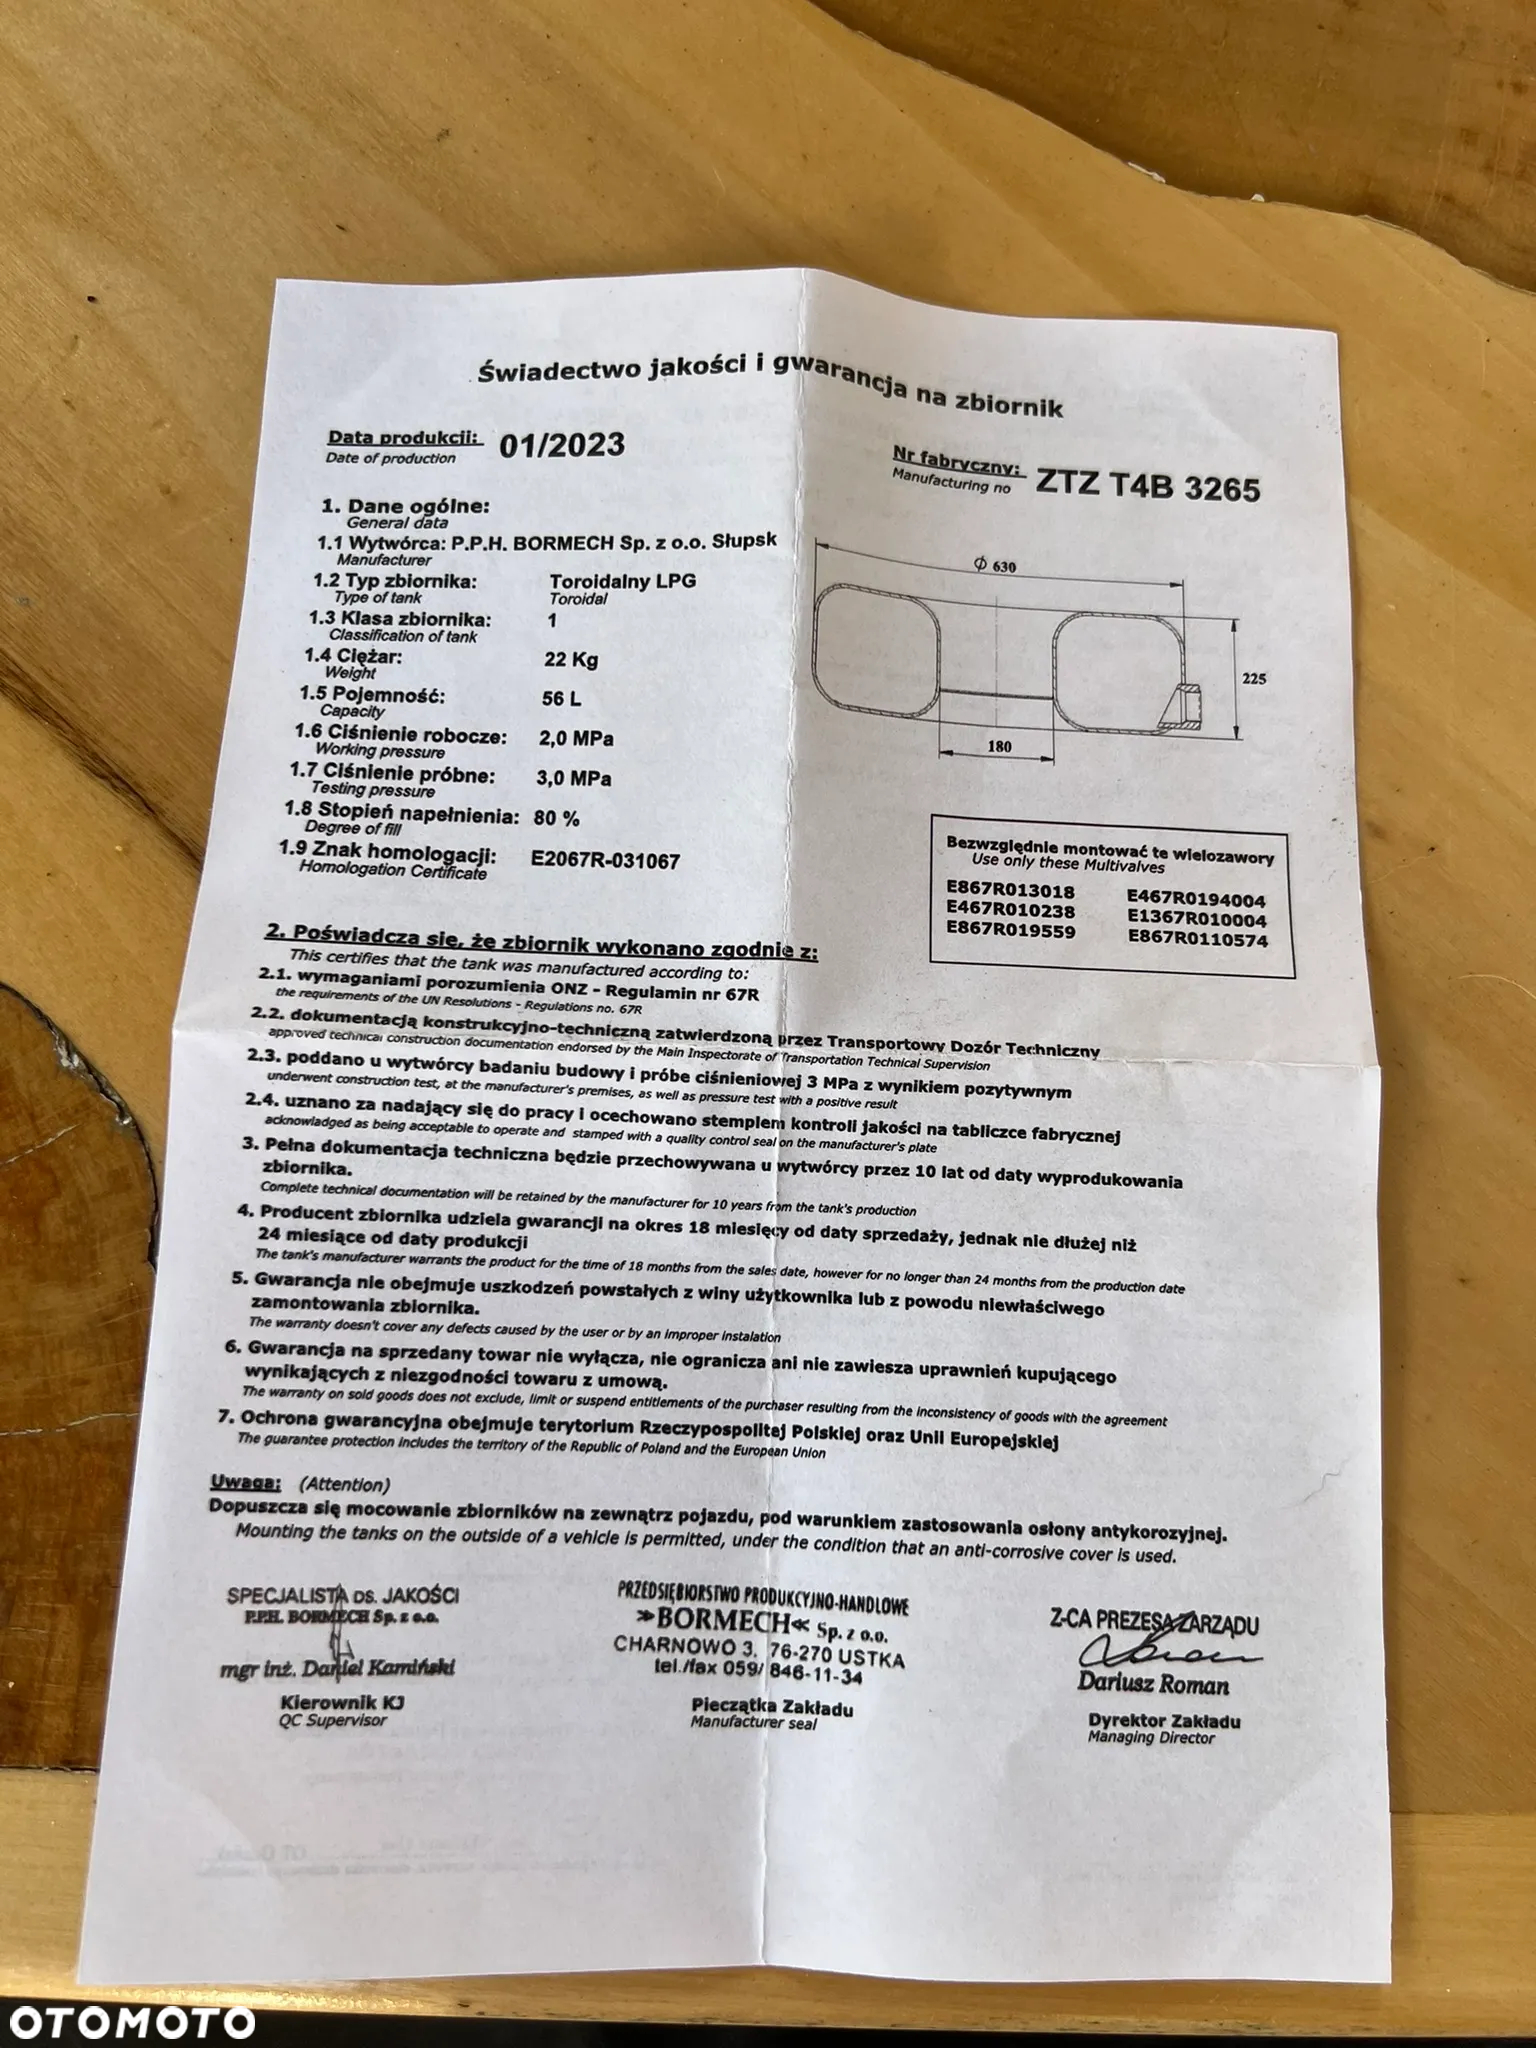 Świadectwo jakości i gwarancja na zbiornik
Data produkcji: 01/2023
Date of production
Nr fabryczny: ZTZ T4B 3265
Manufacturing no
1. Dane ogólne:
General data
1.1 Wytwórca: P.P.H. BORMECH Sp. z o.o. Słupsk
Manufacturer
1.2 Typ zbiornika: Toroidalny LPG
Type of tank Toroidal
1.3 Klasa zbiornika: 1
Classification of tank
1.4 Ciężar: 22 Kg
Weight
1.5 Pojemność: 56 L
Capacity
1.6 Ciśnienie robocze: 2,0 MPa
Working pressure
1.7 Ciśnienie próbne: 3,0 MPa
Testing pressure
1.8 Stopień napełnienia: 80 %
Degree of fill
1.9 Znak homologacji: E2067R-031067
Homologation Certificate
ϕ 630
225
180
Bezwzględnie montować te wielozawory
Use only these Multivalves
E867R013018 E467R0194004
E467R010238 E1367R010004
E867R019559 E867R0110574
2. Poświadcza się, że zbiornik wykonano zgodnie z:
This certifies that the tank was manufactured according to:
2.1. wymaganiami porozumienia ONZ - Regulamin nr 67R
the requirements of the UN Resolutions - Regulations no. 67R
2.2. dokumentacją konstrukcyjno-techniczną zatwierdzoną przez Transportowy Dozór Techniczny
approved technical construction documentation endorsed by the Main Inspectorate of Transportation Technical Supervision
2.3. poddano u wytwórcy badaniu budowy i próbie ciśnieniowej 3 MPa z wynikiem pozytywnym
underwent construction test, at the manufacturer's premises, as well as pressure test with a positive result
2.4. uznano za nadający się do pracy i ocechowano stemplem kontroli jakości na tabliczce fabrycznej
acknowladged as being acceptable to operate and stamped with a quality control seal on the manufacturer's plate
3. Pełna dokumentacja techniczna będzie przechowywana u wytwórcy przez 10 lat od daty wyprodukowania
zbiornika.
Complete technical documentation will be retained by the manufacturer for 10 years from the tank's production
4. Producent zbiornika udziela gwarancji na okres 18 miesięcy od daty sprzedaży, jednak nie dłużej niż
24 miesiące od daty produkcji
The tank's manufacturer warrants the product for the time of 18 months from the sales date, however for no longer than 24 months from the production date
5. Gwarancja nie obejmuje uszkodzeń powstałych z winy użytkownika lub z powodu niewłaściwego
zamontowania zbiornika.
The warranty doesn't cover any defects caused by the user or by an improper instalation
6. Gwarancja na sprzedany towar nie wyłącza, nie ogranicza ani nie zawiesza uprawnień kupującego
wynikających z niezgodności towaru z umową.
The warranty on sold goods does not exclude, limit or suspend entitlements of the purchaser resulting from the inconsistency of goods with the agreement
7. Ochrona gwarancyjna obejmuje terytorium Rzeczypospolitej Polskiej oraz Unii Europejskiej
The guarantee protection includes the territory of the Republic of Poland and the European Union
Uwaga: (Attention)
Dopuszcza się mocowanie zbiorników na zewnątrz pojazdu, pod warunkiem zastosowania osłony antykorozyjnej.
Mounting the tanks on the outside of a vehicle is permitted, under the condition that an anti-corrosive cover is used.
SPECJALISTA DS. JAKOŚCI
P.P.H. BORMECH Sp. z o.o.
mgr inż. Daniel Kamiński
Kierownik KJ
QC Supervisor
PRZEDSIĘBIORSTWO PRODUKCYJNO-HANDLOWE
»BORMECH« Sp. z o.o.
CHARNOWO 3, 76-270 USTKA
tel./fax 059/ 846-11-34
Pieczątka Zakładu
Manufacturer seal
Z-CA PREZESA ZARZĄDU
Dariusz Roman
Dyrektor Zakładu
Managing Director
OTOMOTO